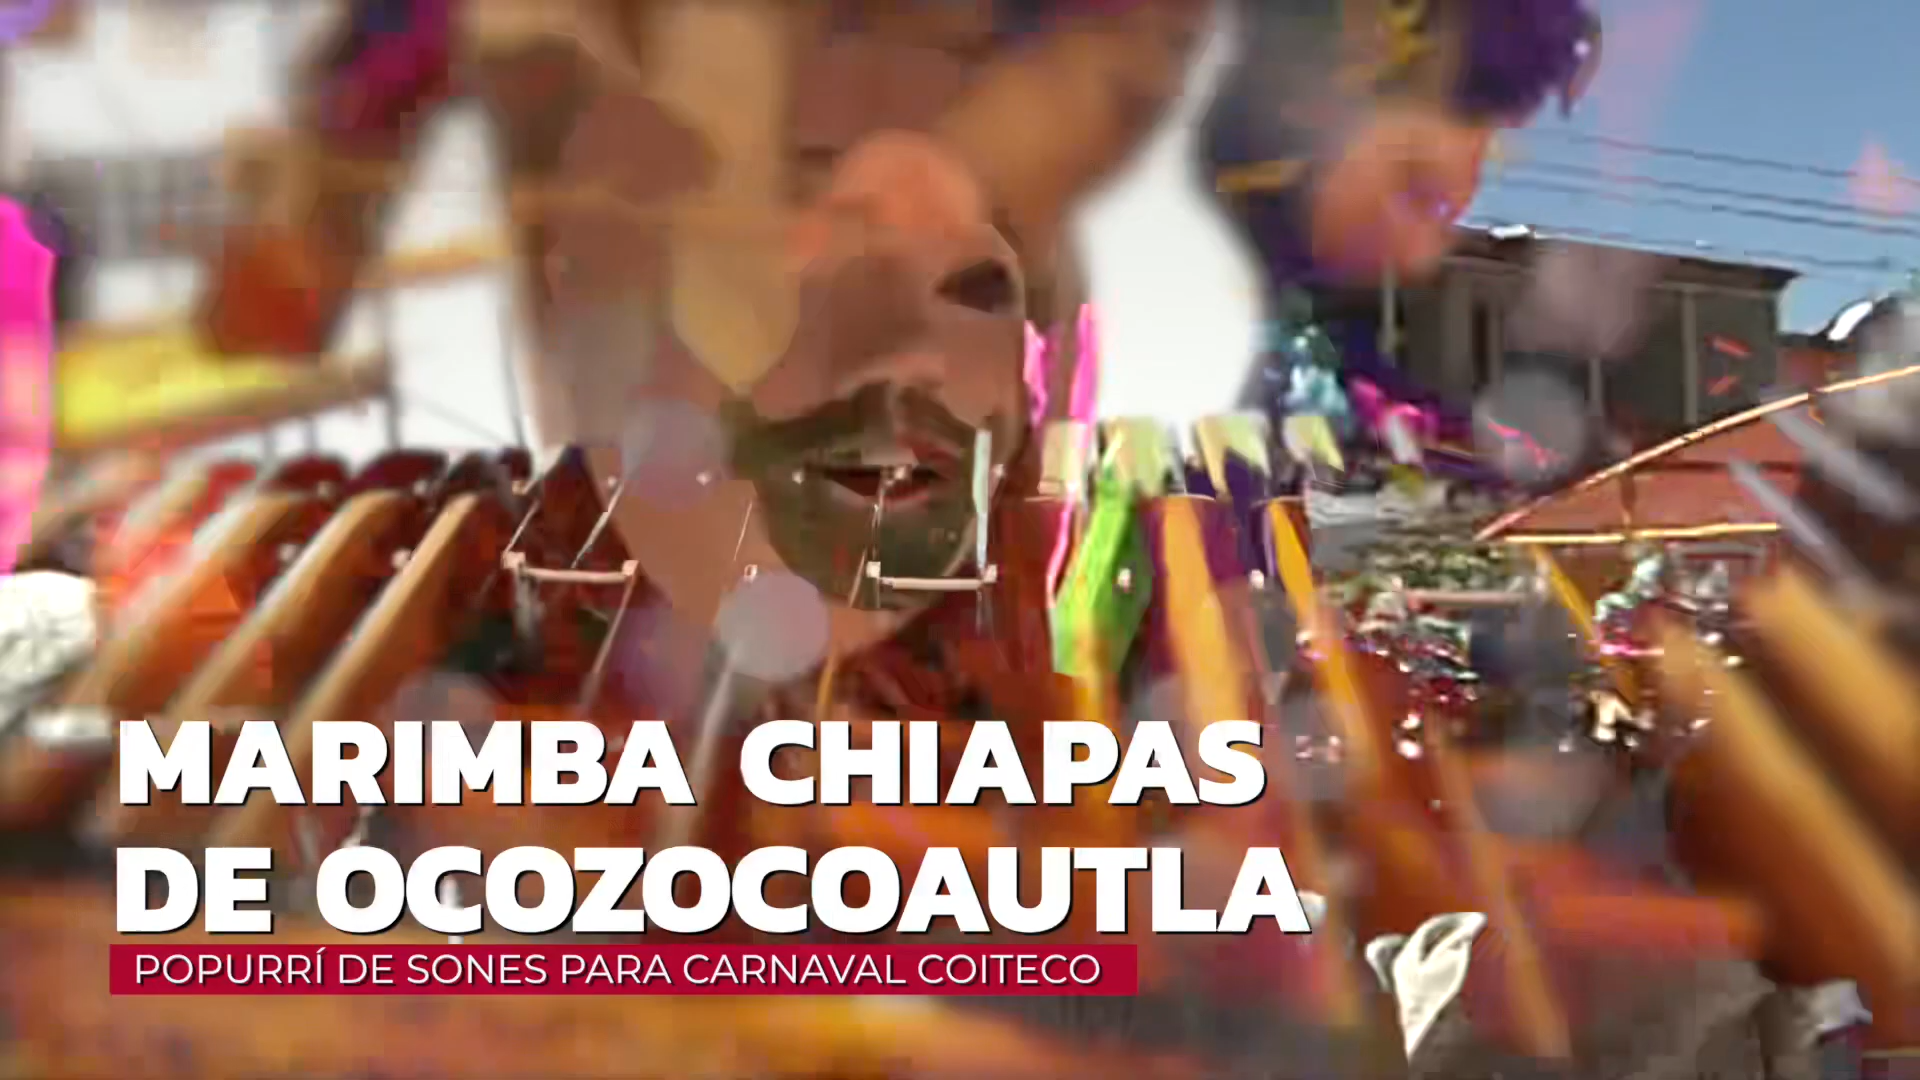 MARIMBA CHIAPAS
DE OCOZOCOAUTLA
POPURRÍ DE SONES PARA CARNAVAL COITECO